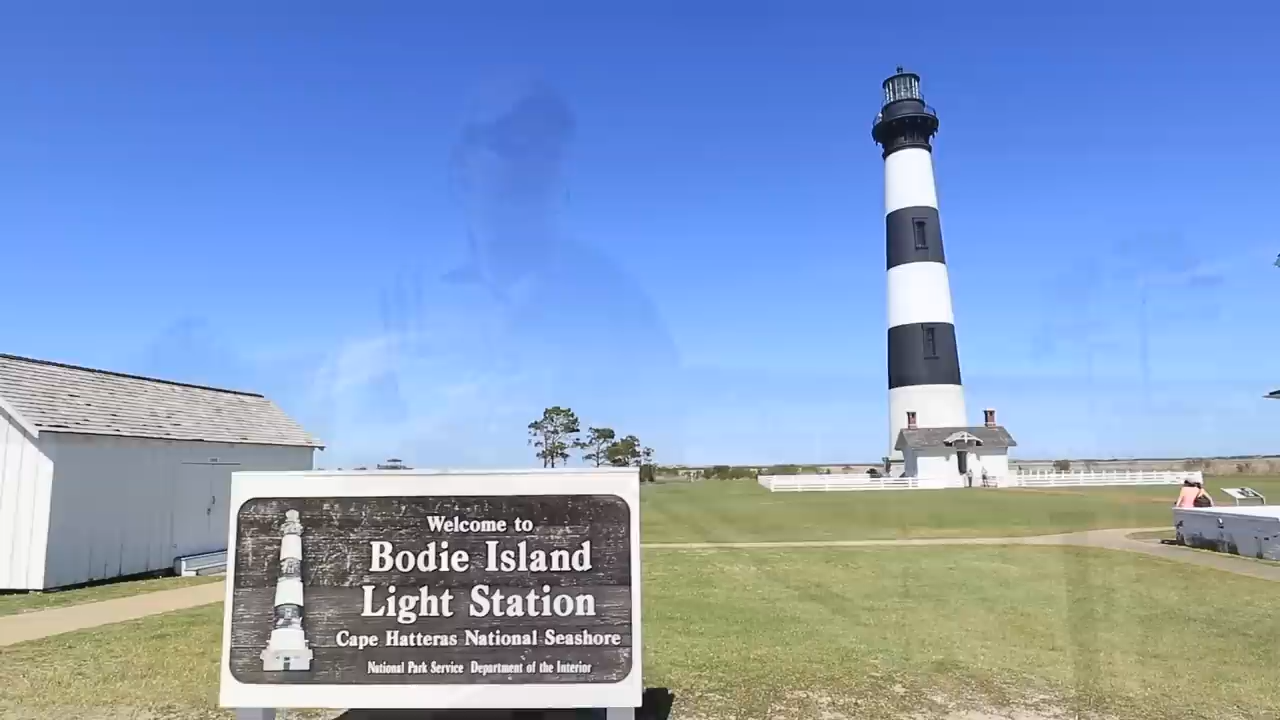 Welcome to
Bodie Island
Light Station
Cape Hatteras National Seashore
National Park Service Department of the Interior